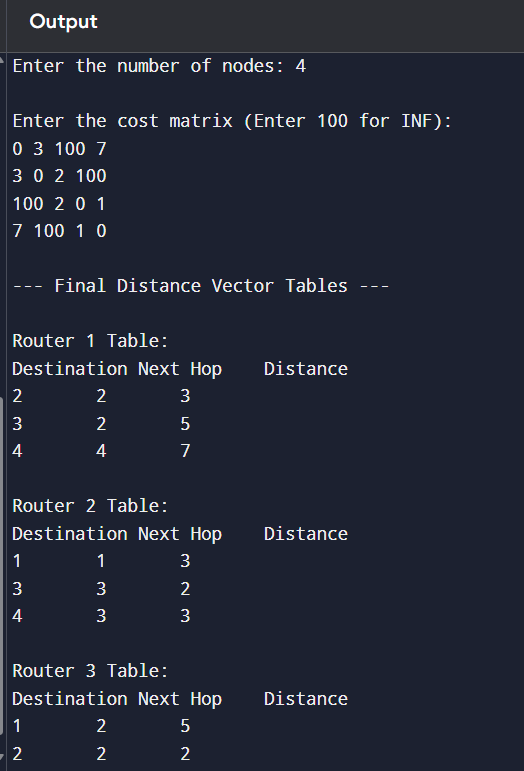 Output
Enter the number of nodes: 4
Enter the cost matrix (Enter 100 for INF):
0 3 100 7
3 0 2 100
100 2 0 1
7 100 1 0
--- Final Distance Vector Tables ---
Router 1 Table:
Destination Next Hop    Distance
2       2       3
3       2       5
4       4       7
Router 2 Table:
Destination Next Hop    Distance
1       1       3
3       3       2
4       3       3
Router 3 Table:
Destination Next Hop    Distance
1       2       5
2       2       2